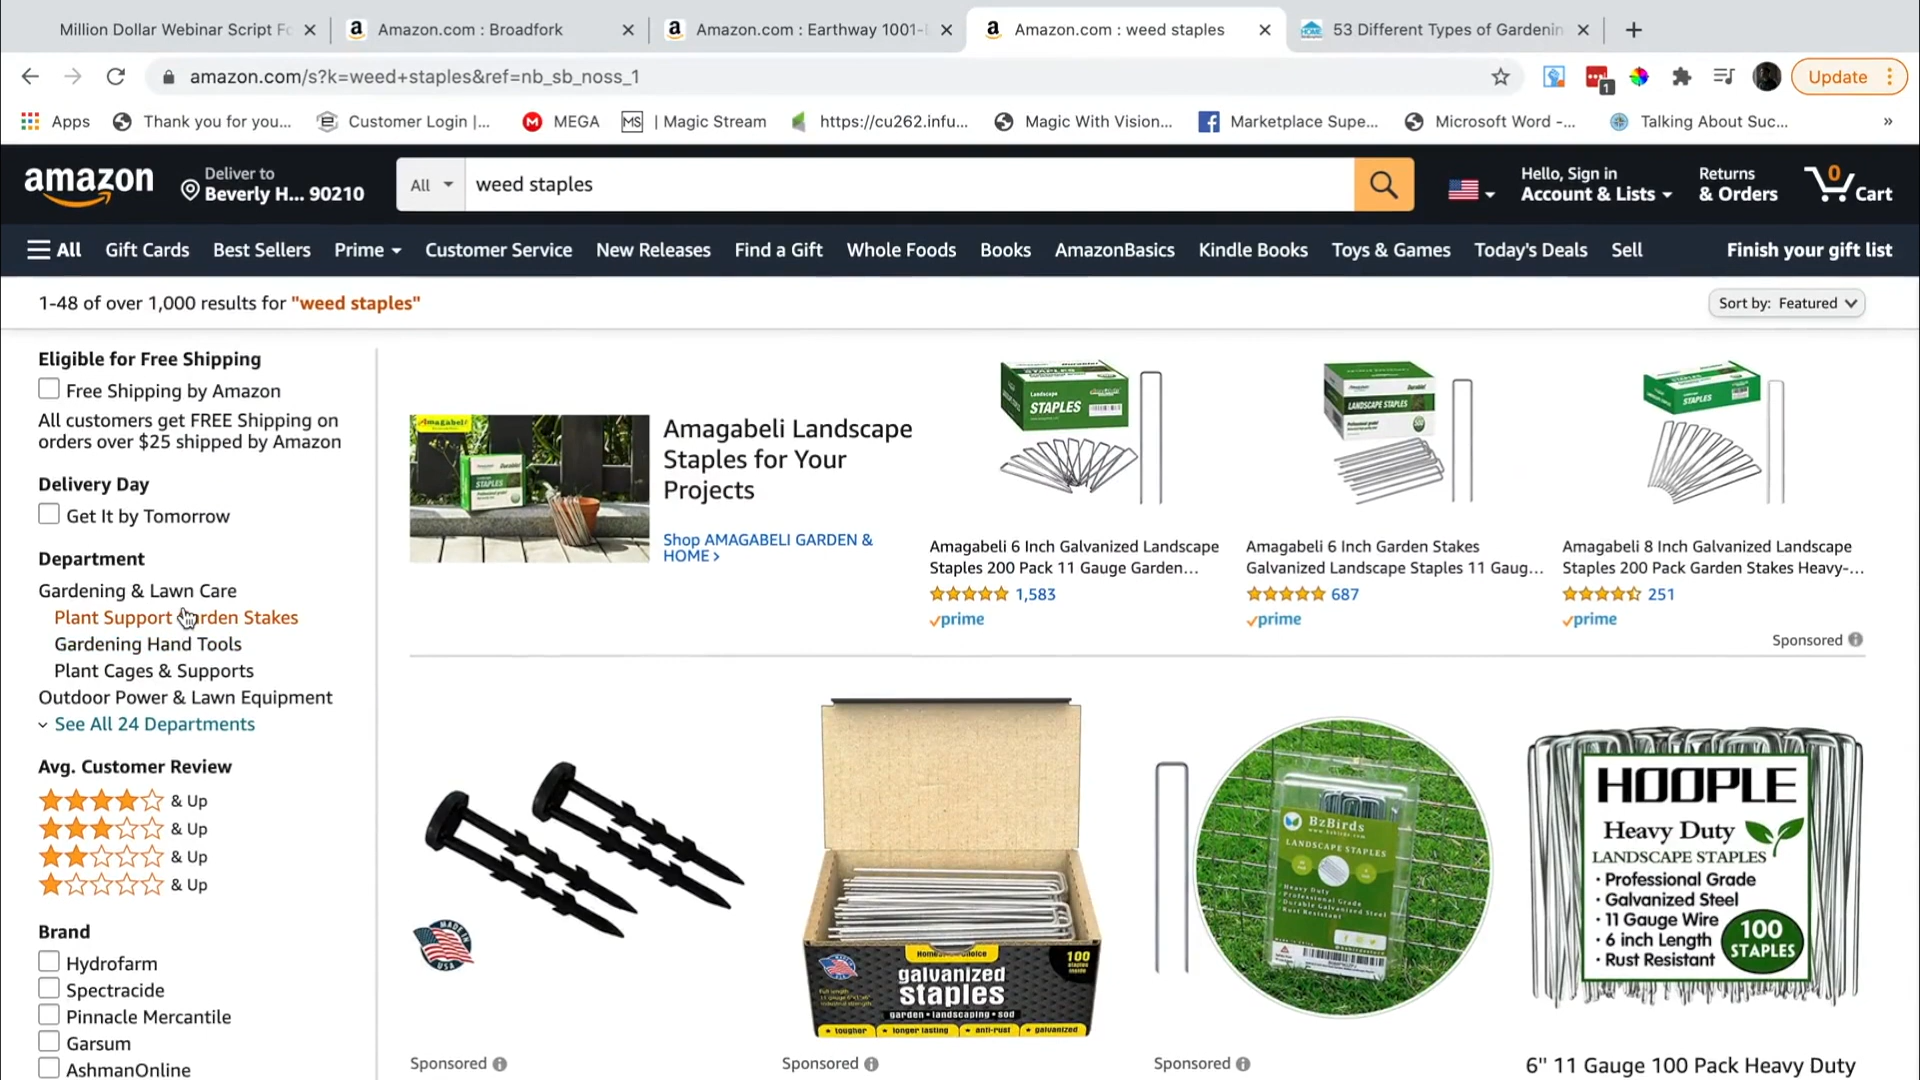 Million Dollar Webinar Script Fo
Amazon.com : Broadfork
Amazon.com : Earthway 1001-
Amazon.com : weed staples
53 Different Types of Gardenin
amazon.com/s?k=weed+staples&ref=nb_sb_noss_1
1
Update
Apps
Thank you for you...
Customer Login |...
MEGA
MS
| Magic Stream
https://cu262.infu...
Magic With Vision...
Marketplace Supe...
Microsoft Word -...
Talking About Suc...
»
amazon
Deliver to
Beverly H... 90210
All
weed staples
Hello, Sign in
Account & Lists
Returns
& Orders
0
Cart
All
Gift Cards
Best Sellers
Prime
Customer Service
New Releases
Find a Gift
Whole Foods
Books
AmazonBasics
Kindle Books
Toys & Games
Today's Deals
Sell
Finish your gift list
1-48 of over 1,000 results for "weed staples"
Sort by: Featured
Eligible for Free Shipping
Free Shipping by Amazon
All customers get FREE Shipping on
orders over $25 shipped by Amazon
Delivery Day
Get It by Tomorrow
Department
Gardening & Lawn Care
Plant Support Garden Stakes
Gardening Hand Tools
Plant Cages & Supports
Outdoor Power & Lawn Equipment
See All 24 Departments
Avg. Customer Review
& Up
& Up
& Up
& Up
Brand
Hydrofarm
Spectracide
Pinnacle Mercantile
Garsum
AshmanOnline
Amagabeli
STAPLES
Amagabeli Landscape
Staples for Your
Projects
Shop AMAGABELI GARDEN &
HOME ›
Landscape
STAPLES
Amagabeli 6 Inch Galvanized Landscape
Staples 200 Pack 11 Gauge Garden...
1,583
prime
LANDSCAPE STAPLES
Amagabeli 6 Inch Garden Stakes
Galvanized Landscape Staples 11 Gaug...
687
prime
STAPLES
Amagabeli 8 Inch Galvanized Landscape
Staples 200 Pack Garden Stakes Heavy-...
251
prime
Sponsored
MADE IN
USA
Sponsored
100
galvanized
staples
garden • landscaping • sod
tougher
longer lasting
anti-rust
galvanized
Sponsored
BzBirds
LANDSCAPE STAPLES
Heavy Duty
Professional Grade
Durable Galvanized Steel
Rust Resistant
Sponsored
HOOPLE
Heavy Duty
LANDSCAPE STAPLES
· Professional Grade
· Galvanized Steel
· 11 Gauge Wire
· 6 inch Length
· Rust Resistant
100
STAPLES
6" 11 Gauge 100 Pack Heavy Duty